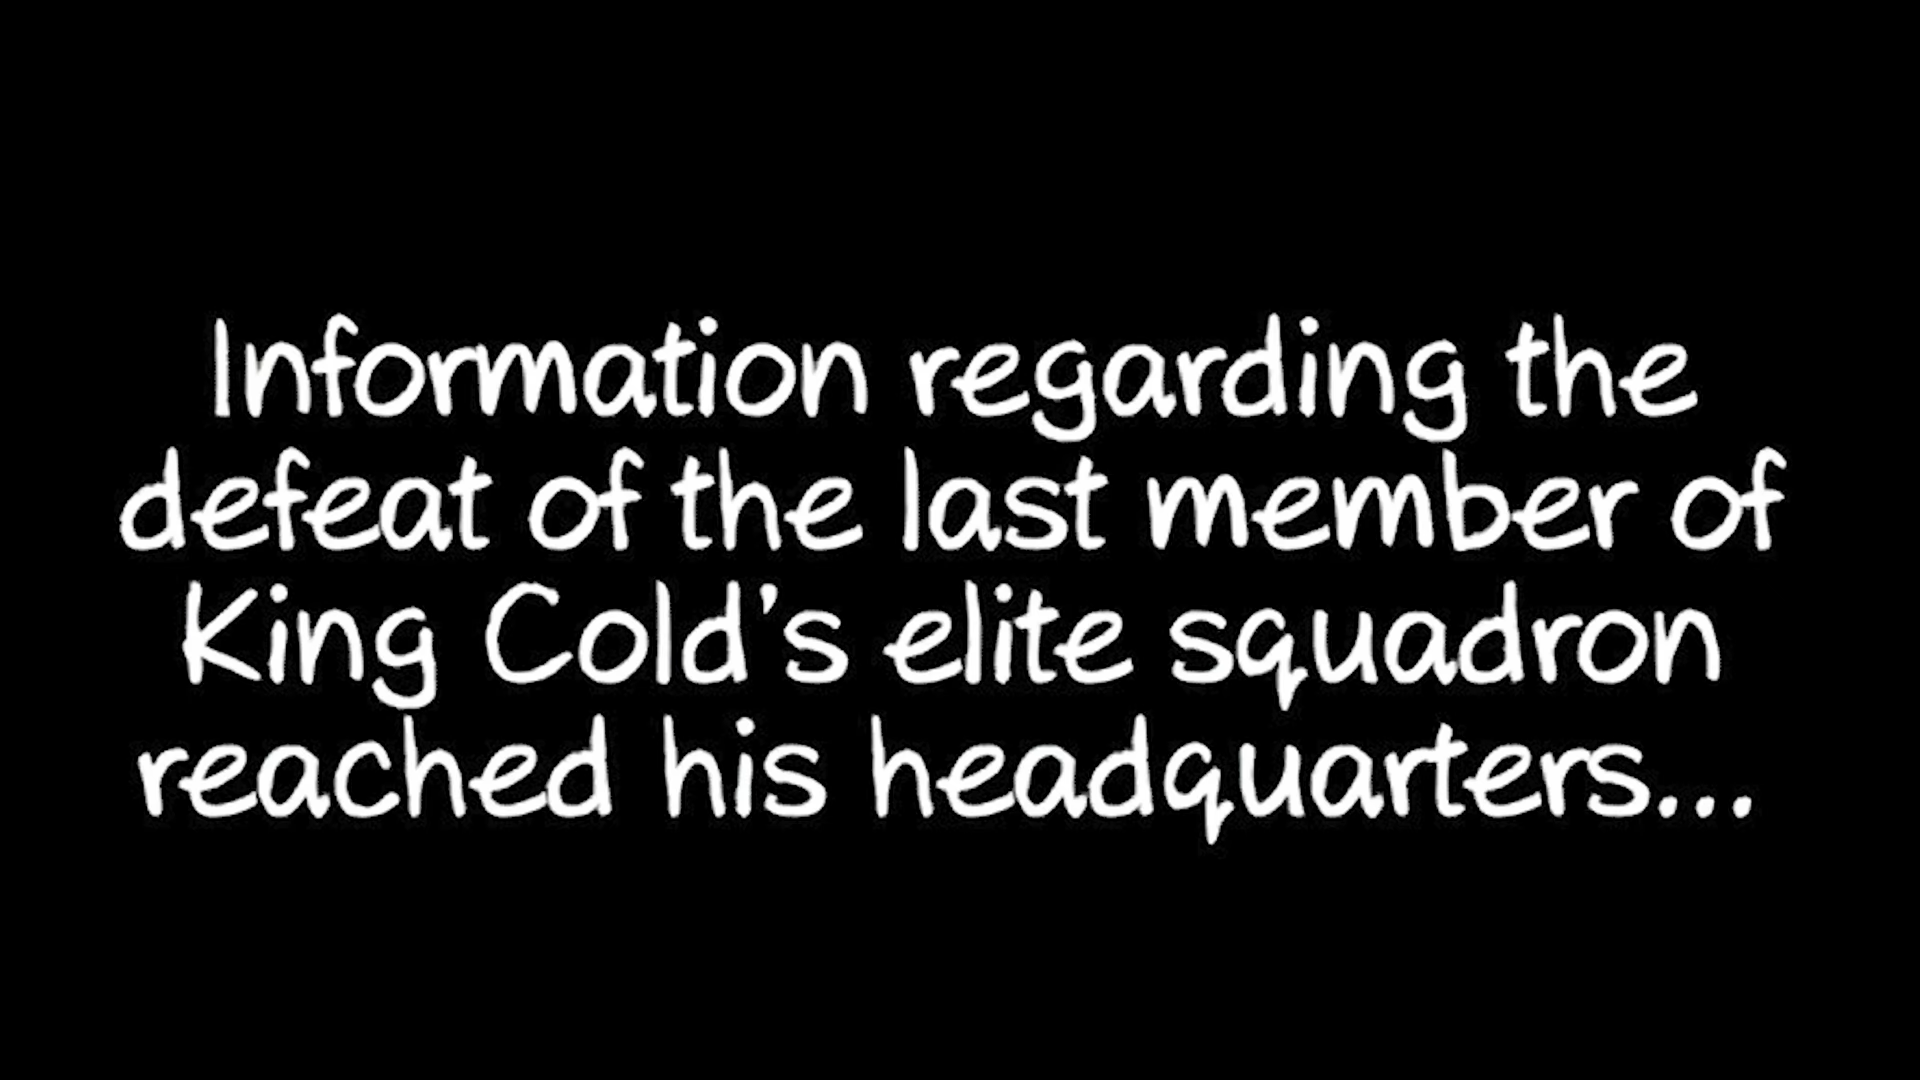 Information regarding the
defeat of the last member of
King Cold's elite squadron
reached his headquarters...